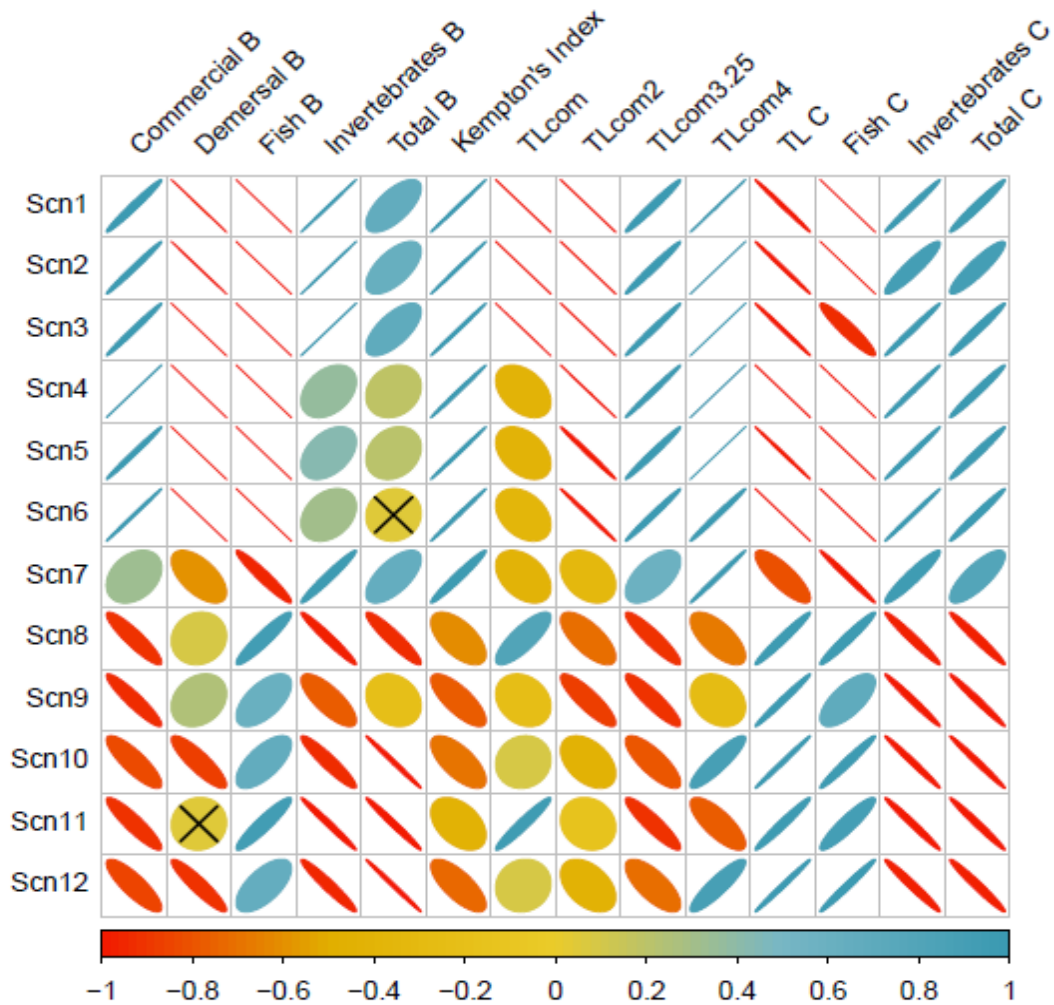 Commercial B
Demersal B
Fish B
Invertebrates B
Total B
Kempton's Index
TLcom
TLcom2
TLcom3.25
TLcom4
TL C
Fish C
Invertebrates C
Total C
Scn1
Scn2
Scn3
Scn4
Scn5
Scn6
Scn7
Scn8
Scn9
Scn10
Scn11
Scn12
−1 −0.8 −0.6 −0.4 −0.2 0 0.2 0.4 0.6 0.8 1